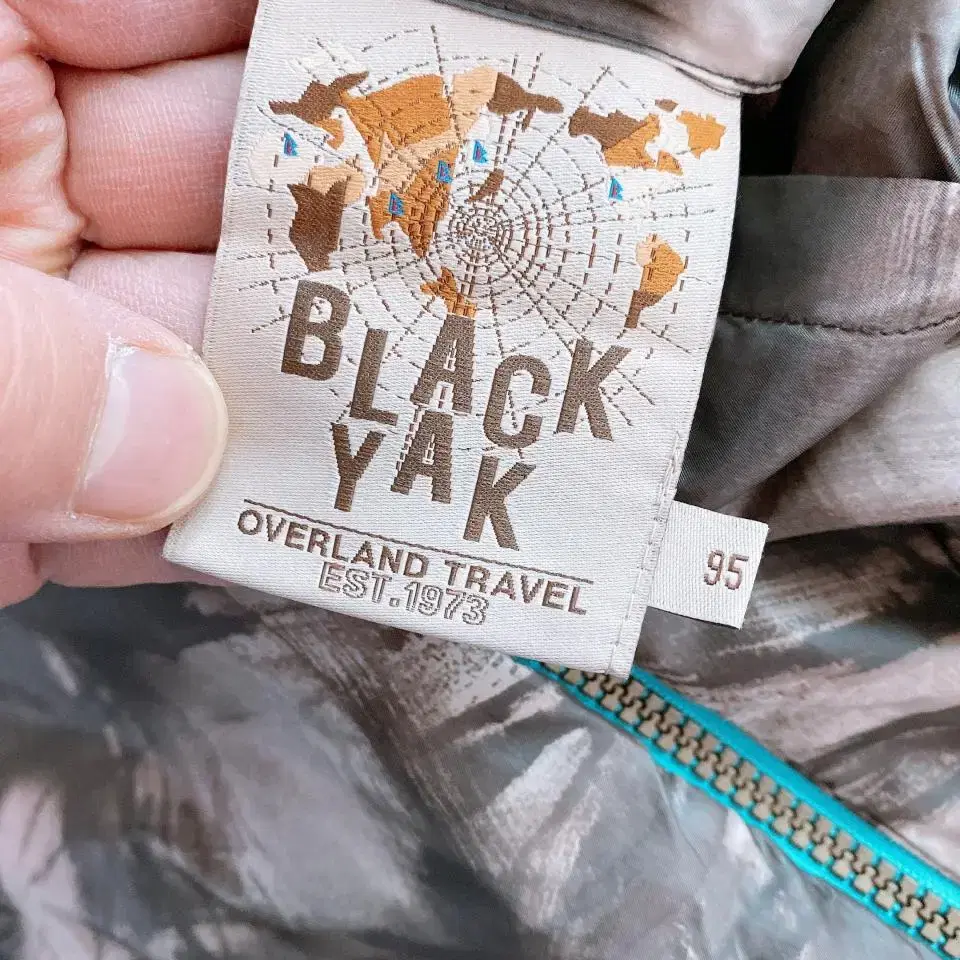 BLACK
YAK
OVERLAND TRAVEL
EST.1973
95